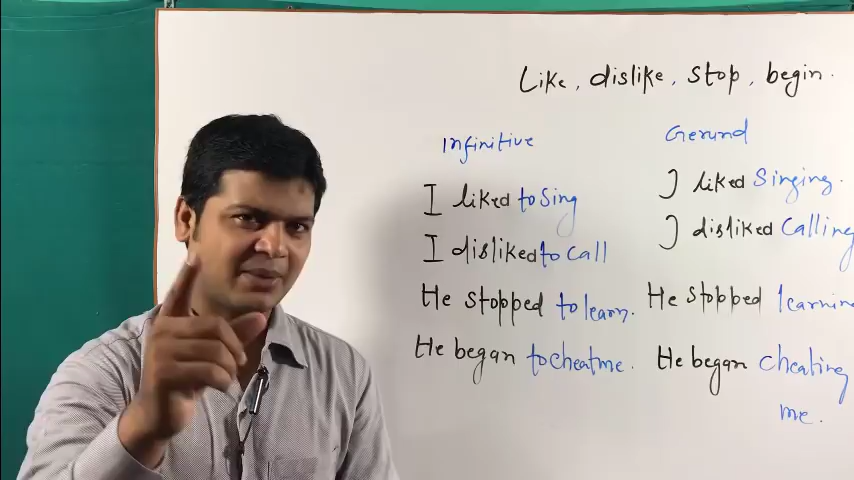 Like, dislike, stop, begin.
Infinitive
I liked to sing
I disliked to call
He stopped to learn.
He began to cheat me.
Gerund
I liked Singing.
I disliked Calling
He stopped learning
He began cheating
me.